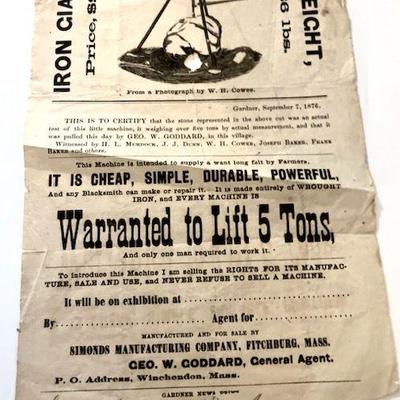 IRON GIA
Price, $
EIGHT,
6 lbs.
From a Photograph by W. H. Cowee.
Gardner, September 7, 1876.
THIS IS TO CERTIFY that the stone represented in the above cut was an actual
test of this little machine, it weighing over five tons by actual measurement, and that it
was pulled this day by GEO. W. GODDARD, in this village.
Witnessed by H. L. MURDOCK, J. J. DUNN, W. H. COWEE, JOSEPH BAKER, FRANK
BAKER and others.
This Machine is intended to supply a want long felt by Farmers.
IT IS CHEAP, SIMPLE, DURABLE, POWERFUL,
And any Blacksmith can make or repair it. It is made entirely of WROUGHT
IRON, and EVERY MACHINE IS
Warranted to Lift 5 Tons,
And only one man required to work it.
To introduce this Machine I am selling the RIGHTS FOR ITS MANUFAC-
TURE, SALE AND USE, and NEVER REFUSE TO SELL A MACHINE.
It will be on exhibition at
By Agent for
MANUFACTURED AND FOR SALE BY
SIMONDS MANUFACTURING COMPANY, FITCHBURG, MASS.
GEO. W. GODDARD, General Agent.
P. O. Address, Winchendon, Mass.
GARDNER NEWS